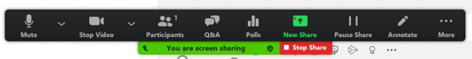 1
Mute Stop Video Participants Q&A Polls New Share Pause Share Annotate More
You are screen sharing Stop Share